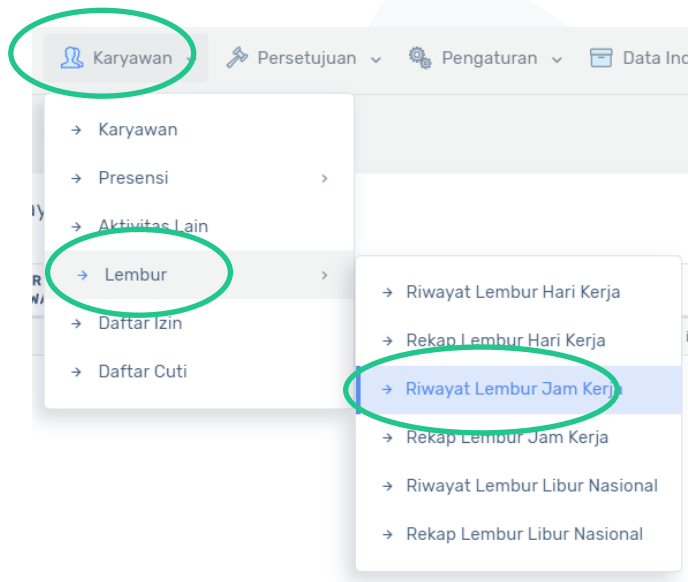 Karyawan Persetujuan Pengaturan Data
Karyawan
Presensi
Aktivitas Lain
Lembur
Daftar Izin
Daftar Cuti
Riwayat Lembur Hari Kerja
Rekap Lembur Hari Kerja
Riwayat Lembur Jam Kerja
Rekap Lembur Jam Kerja
Riwayat Lembur Libur Nasional
Rekap Lembur Libur Nasional